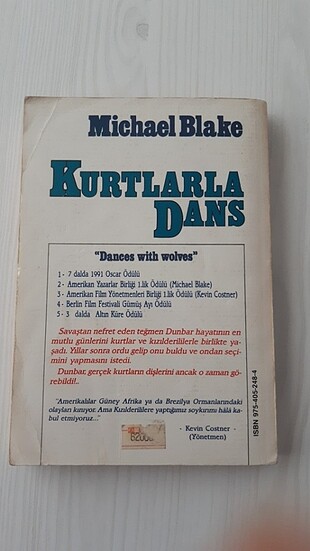 Michael Blake
KURTLARLA
DANS
"Dances with wolves"
1 - 7 dalda 1991 Oscar Ödülü
2- Amerikan Yazarlar Birliği 1.lik Ödülü (Michael Blake)
3- Amerikan Film Yönetmenleri Birliği 1.lik Ödülü (Kevin Costner)
4- Berlin Film Festivali Gümüş Ayı Ödülü
5- 3 dalda Altın Küre Ödülü
Savaştan nefret eden teğmen Dunbar hayatının en
mutlu günlerini kurtlar ve kızılderililerle birlikte ya-
şadı. Yıllar sonra ordu gelip onu buldu ve ondan seçi-
mini yapmasını istedi.
Dunbar, gerçek kurtların dişlerini ancak o zaman gö-
rebildi!..
"Amerikalılar Güney Afrika ya da Brezilya Ormanlarındaki
olayları kınıyor. Ama Kızılderililere yaptığımız soykırımı hâlâ ka-
bul etmiyoruz..."
- Kevin Costner -
(Yönetmen)
ISBN 975-405-248-4